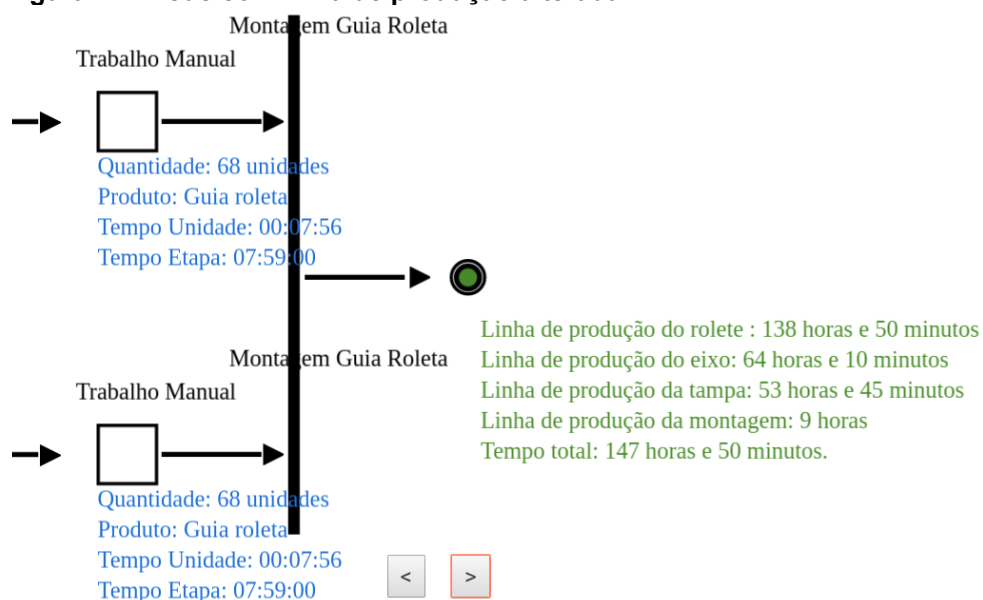 Montagem Guia Roleta
Trabalho Manual
Quantidade: 68 unidades
Produto: Guia roleta
Tempo Unidade: 00:07:56
Tempo Etapa: 07:59:00
Linha de produção do rolete : 138 horas e 50 minutos
Linha de produção do eixo: 64 horas e 10 minutos
Linha de produção da tampa: 53 horas e 45 minutos
Linha de produção da montagem: 9 horas
Tempo total: 147 horas e 50 minutos.
Montagem Guia Roleta
Trabalho Manual
Quantidade: 68 unidades
Produto: Guia roleta
Tempo Unidade: 00:07:56
Tempo Etapa: 07:59:00
< >